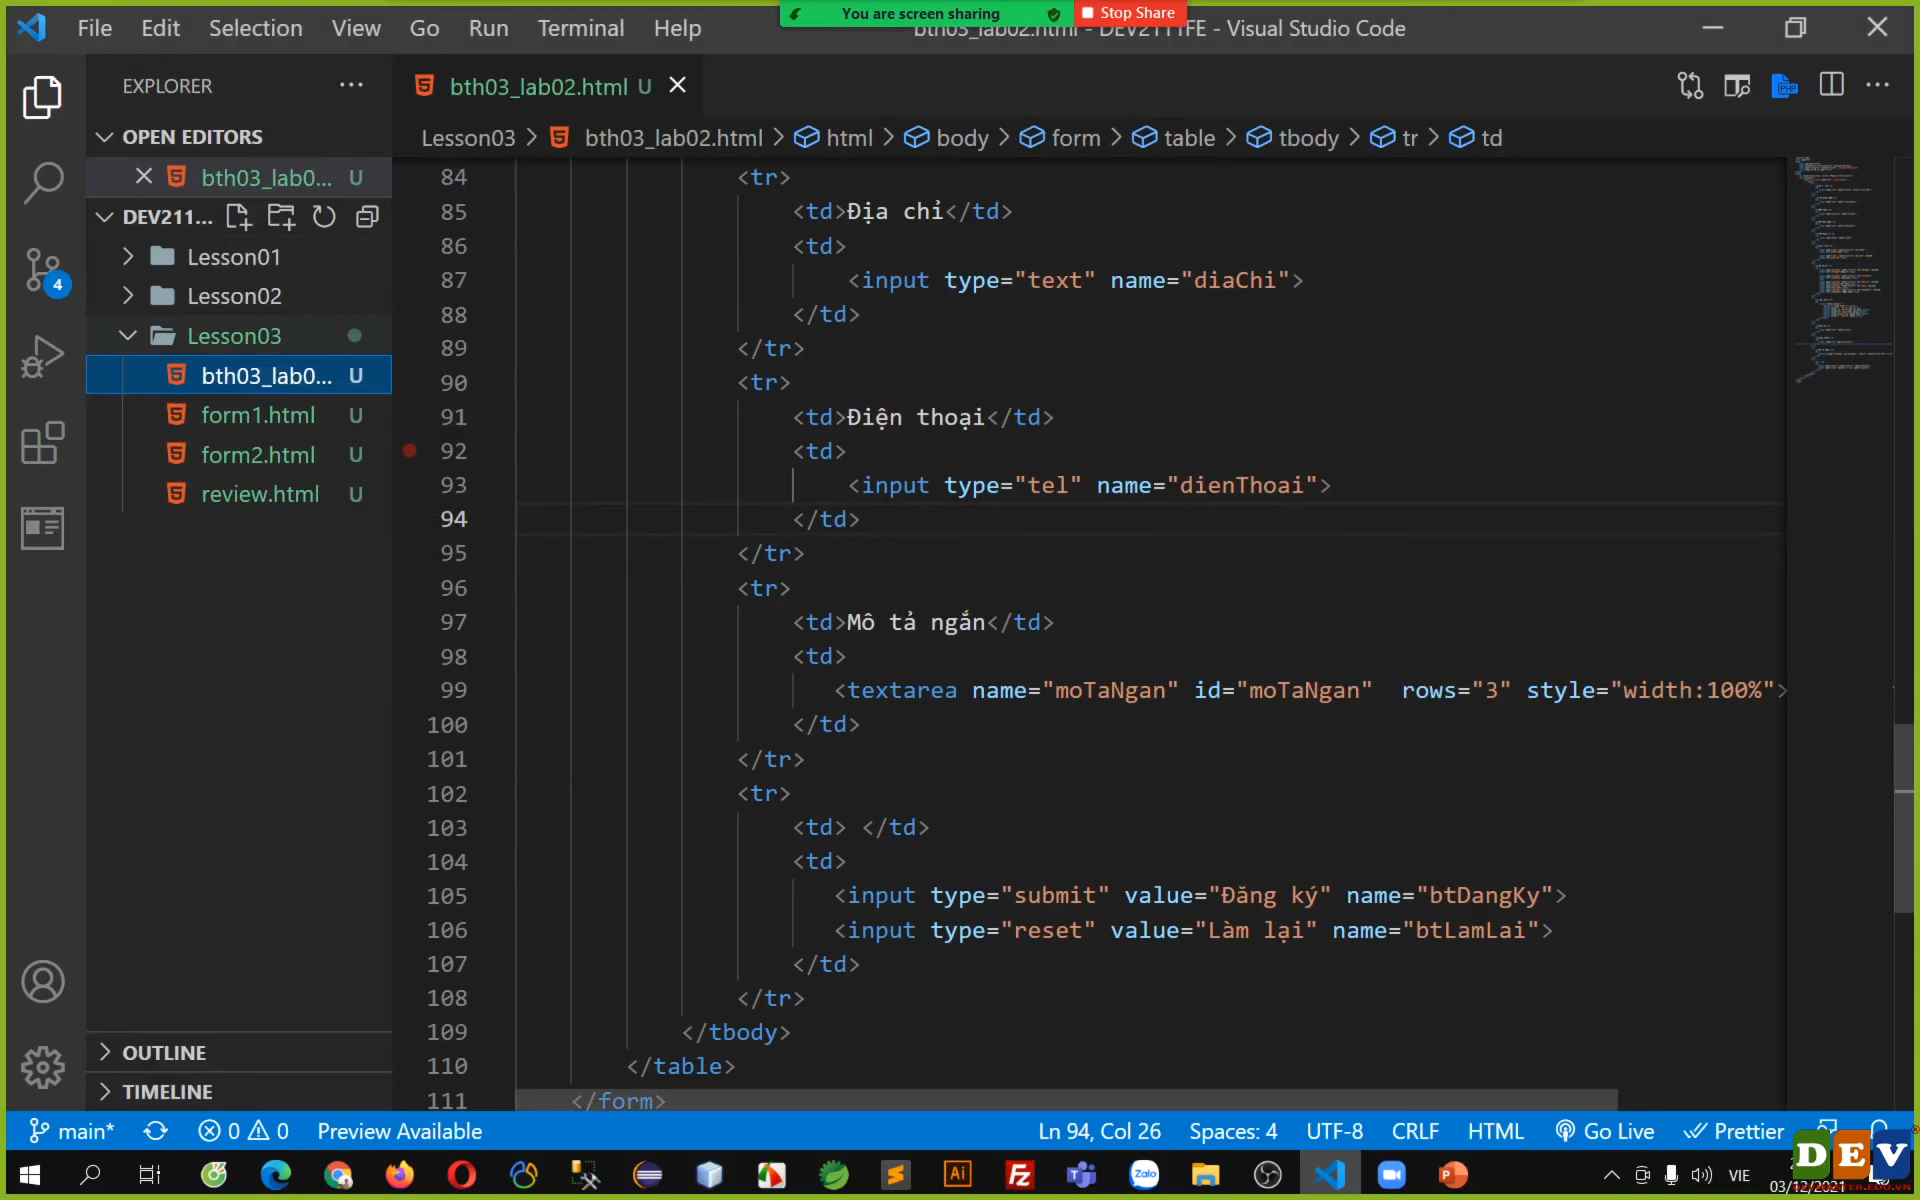 You are screen sharing
Stop Share
File Edit Selection View Go Run Terminal Help
bth03_lab02.html - DEV2111FE - Visual Studio Code
EXPLORER
bth03_lab02.html U
OPEN EDITORS
Lesson03 > bth03_lab02.html > html > body > form > table > tbody > tr > td
bth03_lab0... U
DEV211...
Lesson01
Lesson02
Lesson03
bth03_lab0... U
form1.html U
form2.html U
review.html U
4
84 <tr>
85 <td>Địa chỉ</td>
86 <td>
87 <input type="text" name="diaChi">
88 </td>
89 </tr>
90 <tr>
91 <td>Điện thoại</td>
92 <td>
93 <input type="tel" name="dienThoai">
94 </td>
95 </tr>
96 <tr>
97 <td>Mô tả ngắn</td>
98 <td>
99 <textarea name="moTaNgan" id="moTaNgan"  rows="3" style="width:100%">
100 </td>
101 </tr>
102 <tr>
103 <td> </td>
104 <td>
105 <input type="submit" value="Đăng ký" name="btDangKy">
106 <input type="reset" value="Làm lại" name="btLamLai">
107 </td>
108 </tr>
109 </tbody>
110 </table>
111 </form>
OUTLINE
TIMELINE
main* 0 0 Preview Available
Ln 94, Col 26 Spaces: 4 UTF-8 CRLF HTML Go Live Prettier
Zalo
VIE
03/12/2021
DEV